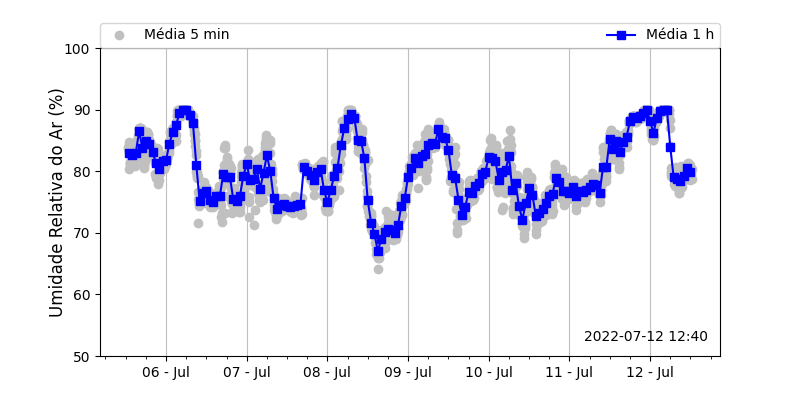 Média 5 min
Média 1 h
Umidade Relativa do Ar (%)
100
90
80
70
60
50
2022-07-12 12:40
06 - Jul
07 - Jul
08 - Jul
09 - Jul
10 - Jul
11 - Jul
12 - Jul